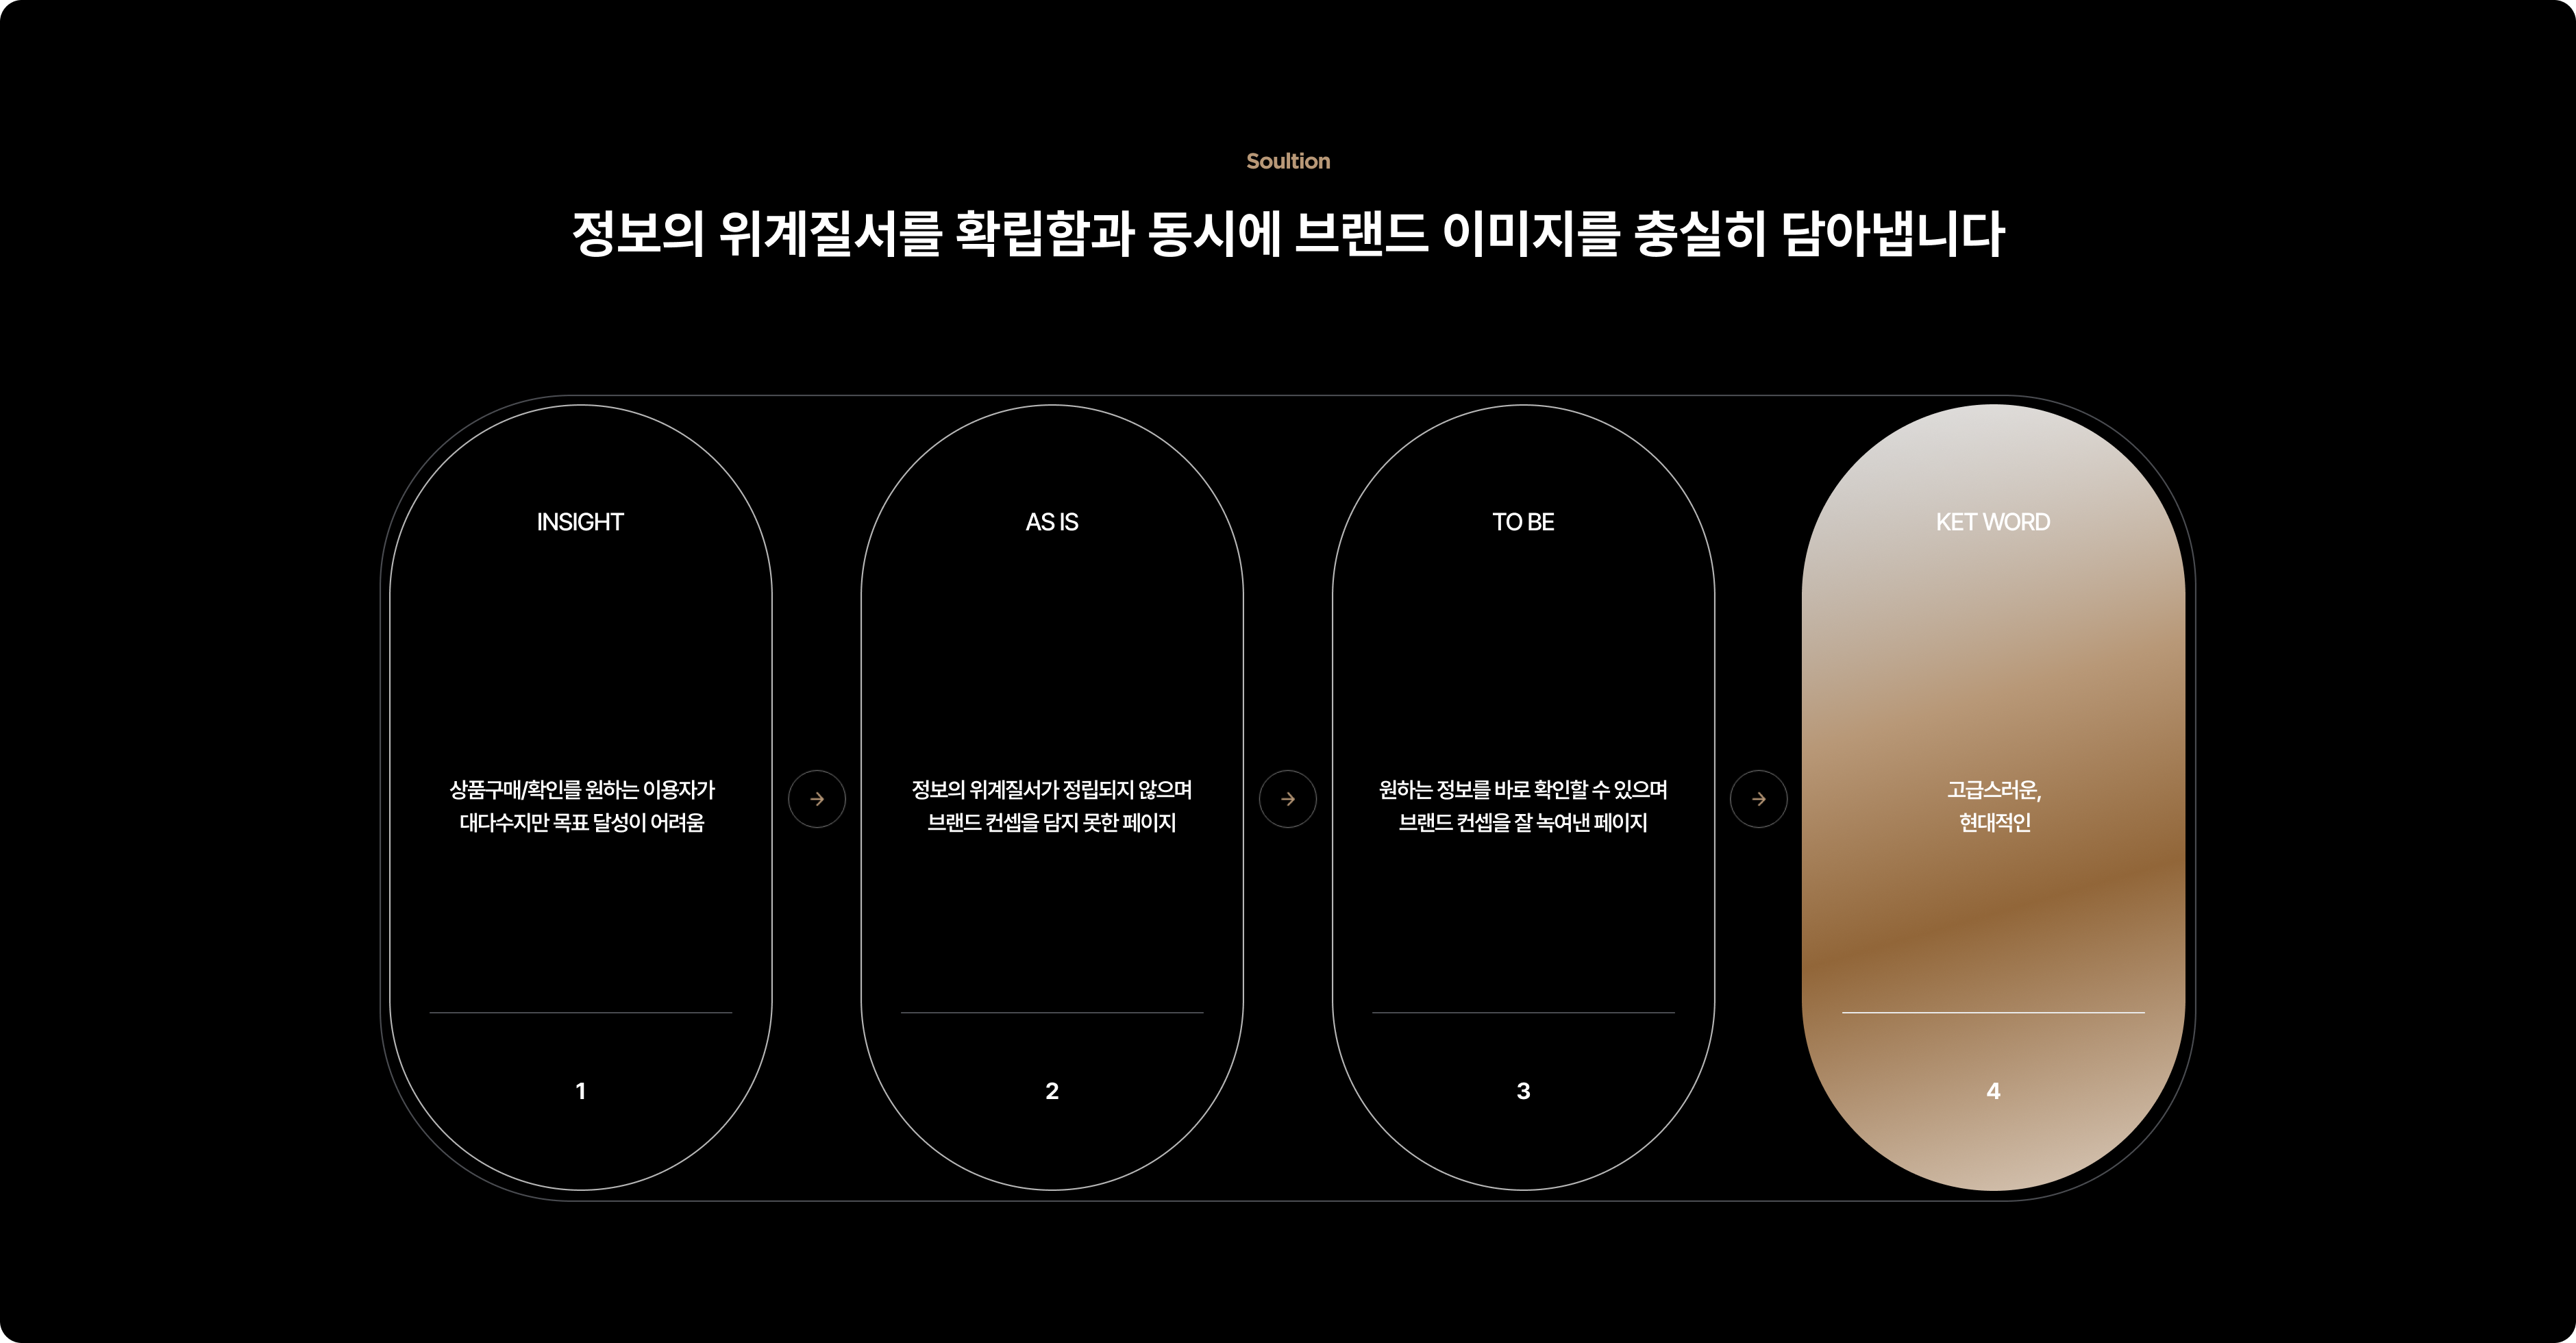 Soultion
정보의 위계질서를 확립함과 동시에 브랜드 이미지를 충실히 담아냅니다
INSIGHT
상품구매/확인를 원하는 이용자가
대다수지만 목표 달성이 어려움
1
AS IS
정보의 위계질서가 정립되지 않으며
브랜드 컨셉을 담지 못한 페이지
2
TO BE
원하는 정보를 바로 확인할 수 있으며
브랜드 컨셉을 잘 녹여낸 페이지
3
KET WORD
고급스러운,
현대적인
4